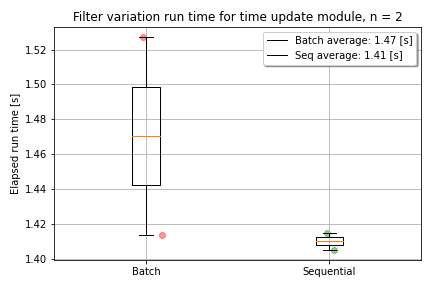 Filter variation run time for time update module, n = 2
Batch average: 1.47 [s]
Seq average: 1.41 [s]
Elapsed run time [s]
1.52
1.50
1.48
1.46
1.44
1.42
1.40
Batch
Sequential